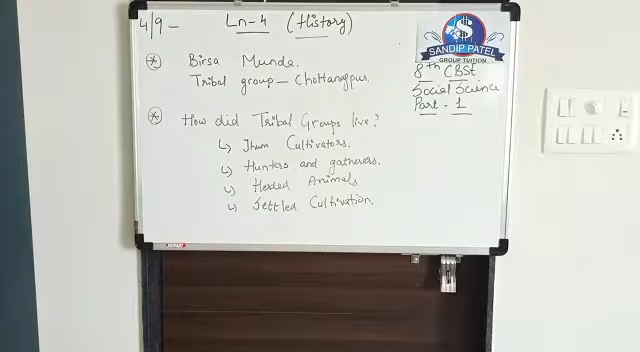 4/9 -
Ln-4 (History)
Birsa Munda.
Tribal group - Chottanagpur.
How did Tribal Groups live?
Jhum Cultivators.
Hunters and gatherers.
Herded Animals
Settled Cultivation.
SANDIP PATEL
GROUP TUITION
8th CBSE
Social Science
Part - 1